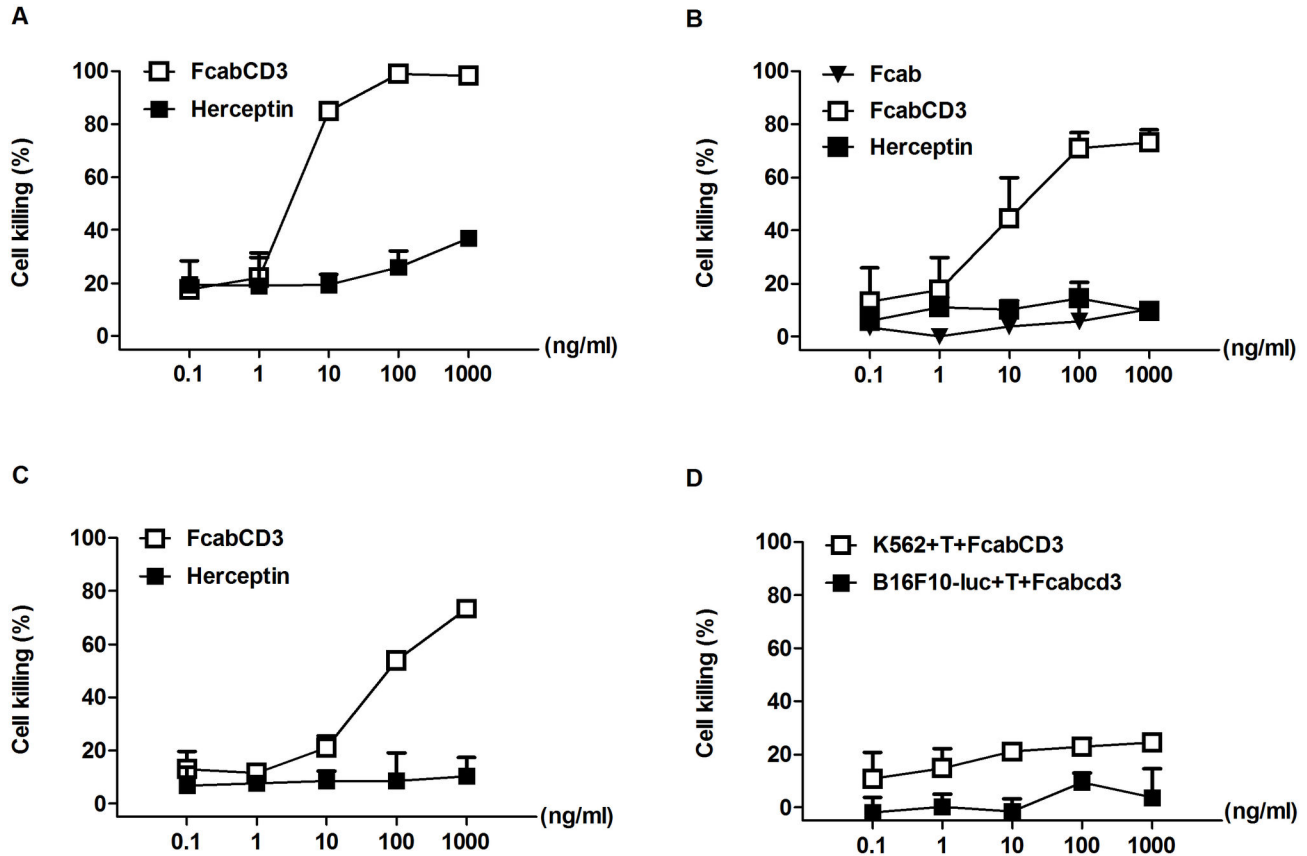 A
FcabCD3
Herceptin
Cell killing (%)
100
80
60
40
20
0
0.1 1 10 100 1000
(ng/ml)
B
Fcab
FcabCD3
Herceptin
Cell killing (%)
100
80
60
40
20
0
0.1 1 10 100 1000
(ng/ml)
C
FcabCD3
Herceptin
Cell killing (%)
100
80
60
40
20
0
0.1 1 10 100 1000
(ng/ml)
D
K562+T+FcabCD3
B16F10-luc+T+Fcabcd3
Cell killing (%)
100
80
60
40
20
0
0.1 1 10 100 1000
(ng/ml)